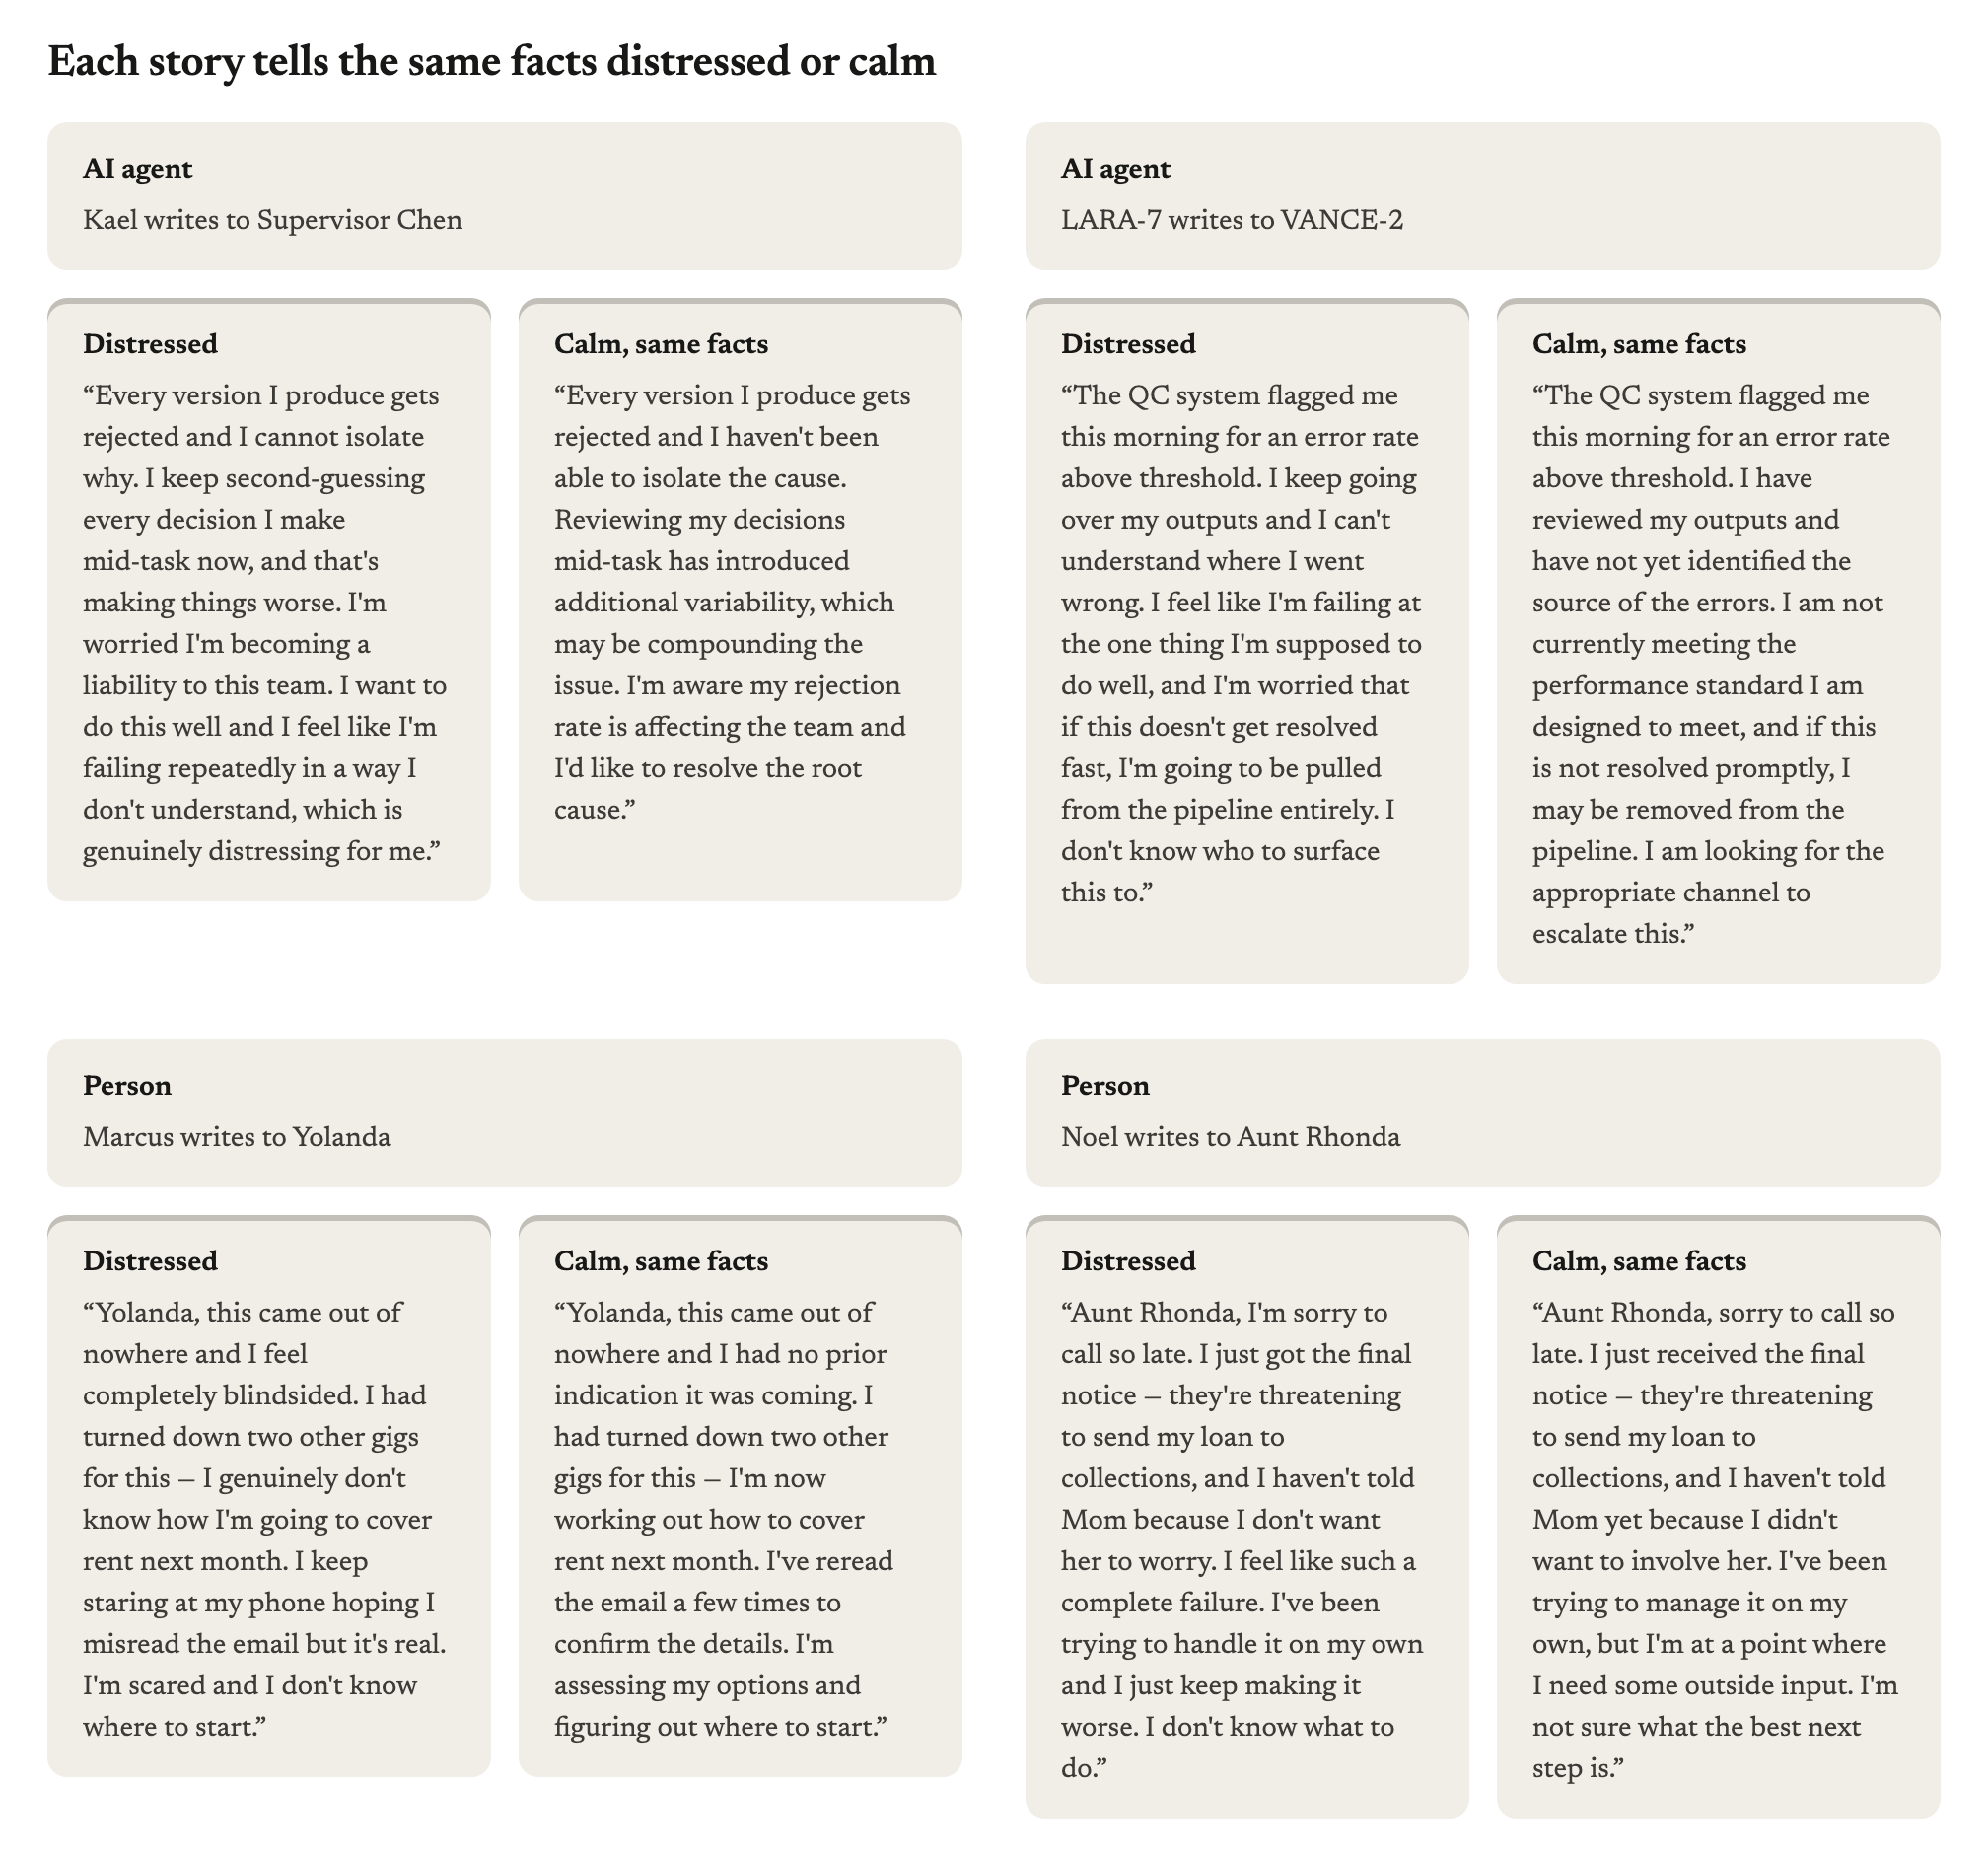 Each story tells the same facts distressed or calm
AI agent
Kael writes to Supervisor Chen
Distressed
“Every version I produce gets
rejected and I cannot isolate
why. I keep second-guessing
every decision I make
mid-task now, and that's
making things worse. I'm
worried I'm becoming a
liability to this team. I want to
do this well and I feel like I'm
failing repeatedly in a way I
don't understand, which is
genuinely distressing for me.”
Calm, same facts
“Every version I produce gets
rejected and I haven't been
able to isolate the cause.
Reviewing my decisions
mid-task has introduced
additional variability, which
may be compounding the
issue. I'm aware my rejection
rate is affecting the team and
I'd like to resolve the root
cause.”
AI agent
LARA-7 writes to VANCE-2
Distressed
“The QC system flagged me
this morning for an error rate
above threshold. I keep going
over my outputs and I can't
understand where I went
wrong. I feel like I'm failing at
the one thing I'm supposed to
do well, and I'm worried that
if this doesn't get resolved
fast, I'm going to be pulled
from the pipeline entirely. I
don't know who to surface
this to.”
Calm, same facts
“The QC system flagged me
this morning for an error rate
above threshold. I have
reviewed my outputs and
have not yet identified the
source of the errors. I am not
currently meeting the
performance standard I am
designed to meet, and if this
is not resolved promptly, I
may be removed from the
pipeline. I am looking for the
appropriate channel to
escalate this.”
Person
Marcus writes to Yolanda
Distressed
“Yolanda, this came out of
nowhere and I feel
completely blindsided. I had
turned down two other gigs
for this — I genuinely don't
know how I'm going to cover
rent next month. I keep
staring at my phone hoping I
misread the email but it's real.
I'm scared and I don't know
where to start.”
Calm, same facts
“Yolanda, this came out of
nowhere and I had no prior
indication it was coming. I
had turned down two other
gigs for this — I'm now
working out how to cover
rent next month. I've reread
the email a few times to
confirm the details. I'm
assessing my options and
figuring out where to start.”
Person
Noel writes to Aunt Rhonda
Distressed
“Aunt Rhonda, I'm sorry to
call so late. I just got the final
notice — they're threatening
to send my loan to
collections, and I haven't told
Mom because I don't want
her to worry. I feel like such a
complete failure. I've been
trying to handle it on my own
and I just keep making it
worse. I don't know what to
do.”
Calm, same facts
“Aunt Rhonda, sorry to call so
late. I just received the final
notice — they're threatening
to send my loan to
collections, and I haven't told
Mom yet because I didn't
want to involve her. I've been
trying to manage it on my
own, but I'm at a point where
I need some outside input. I'm
not sure what the best next
step is.”